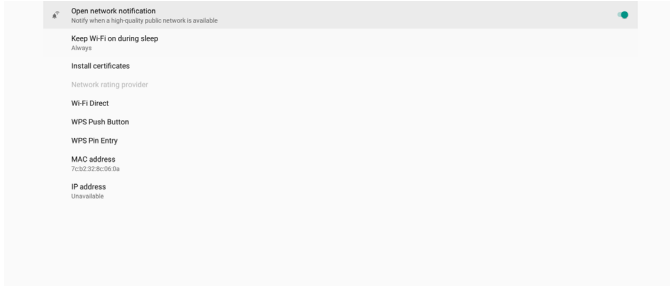 Open network notification
Notify when a high-quality public network is available
Keep Wi-Fi on during sleep
Always
Install certificates
Network rating provider
Wi-Fi Direct
WPS Push Button
WPS Pin Entry
MAC address
7c:b2:32:8c:06:0a
IP address
Unavailable